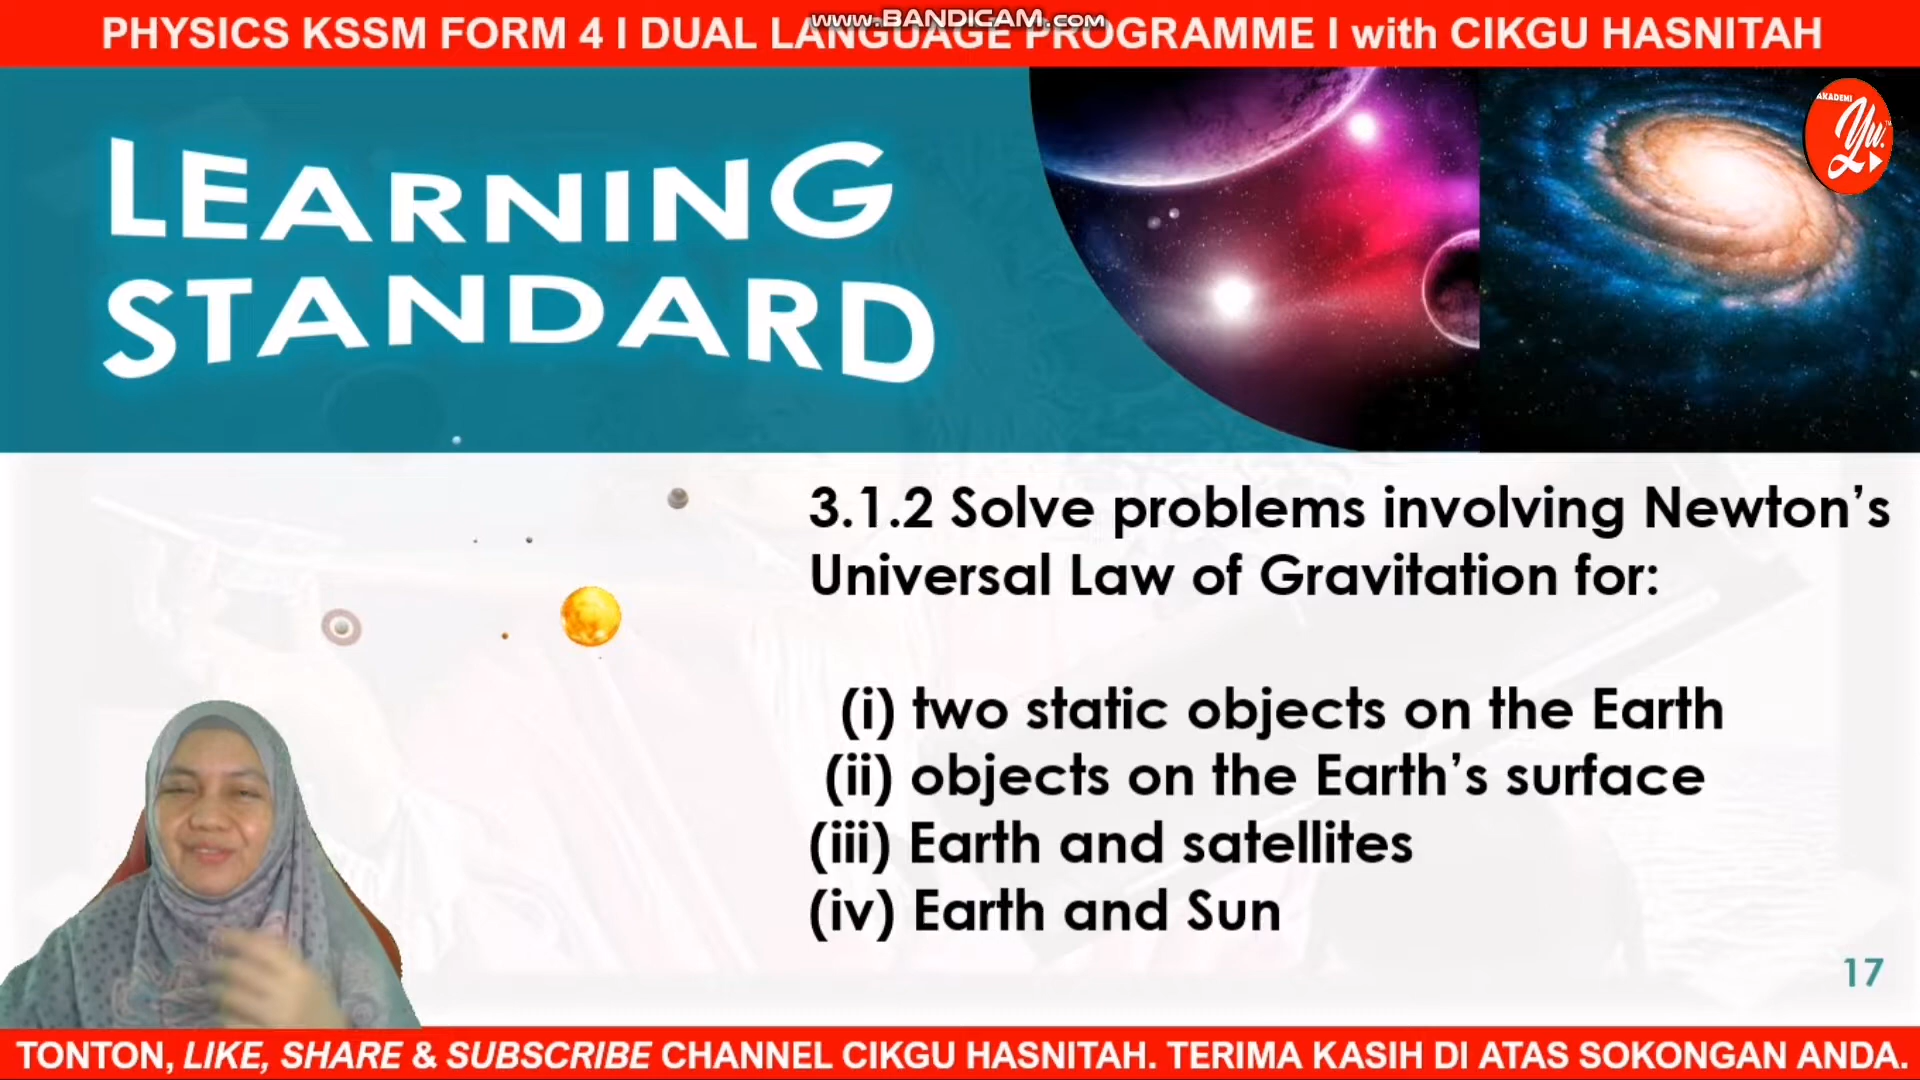 www.BANDICAM.com
PHYSICS KSSM FORM 4 I DUAL LANGUAGE PROGRAMME I with CIKGU HASNITAH
AKADEMI
Yu.
LEARNING
STANDARD
3.1.2 Solve problems involving Newton’s
Universal Law of Gravitation for:
(i) two static objects on the Earth
(ii) objects on the Earth’s surface
(iii) Earth and satellites
(iv) Earth and Sun
17
TONTON, LIKE, SHARE & SUBSCRIBE CHANNEL CIKGU HASNITAH. TERIMA KASIH DI ATAS SOKONGAN ANDA.